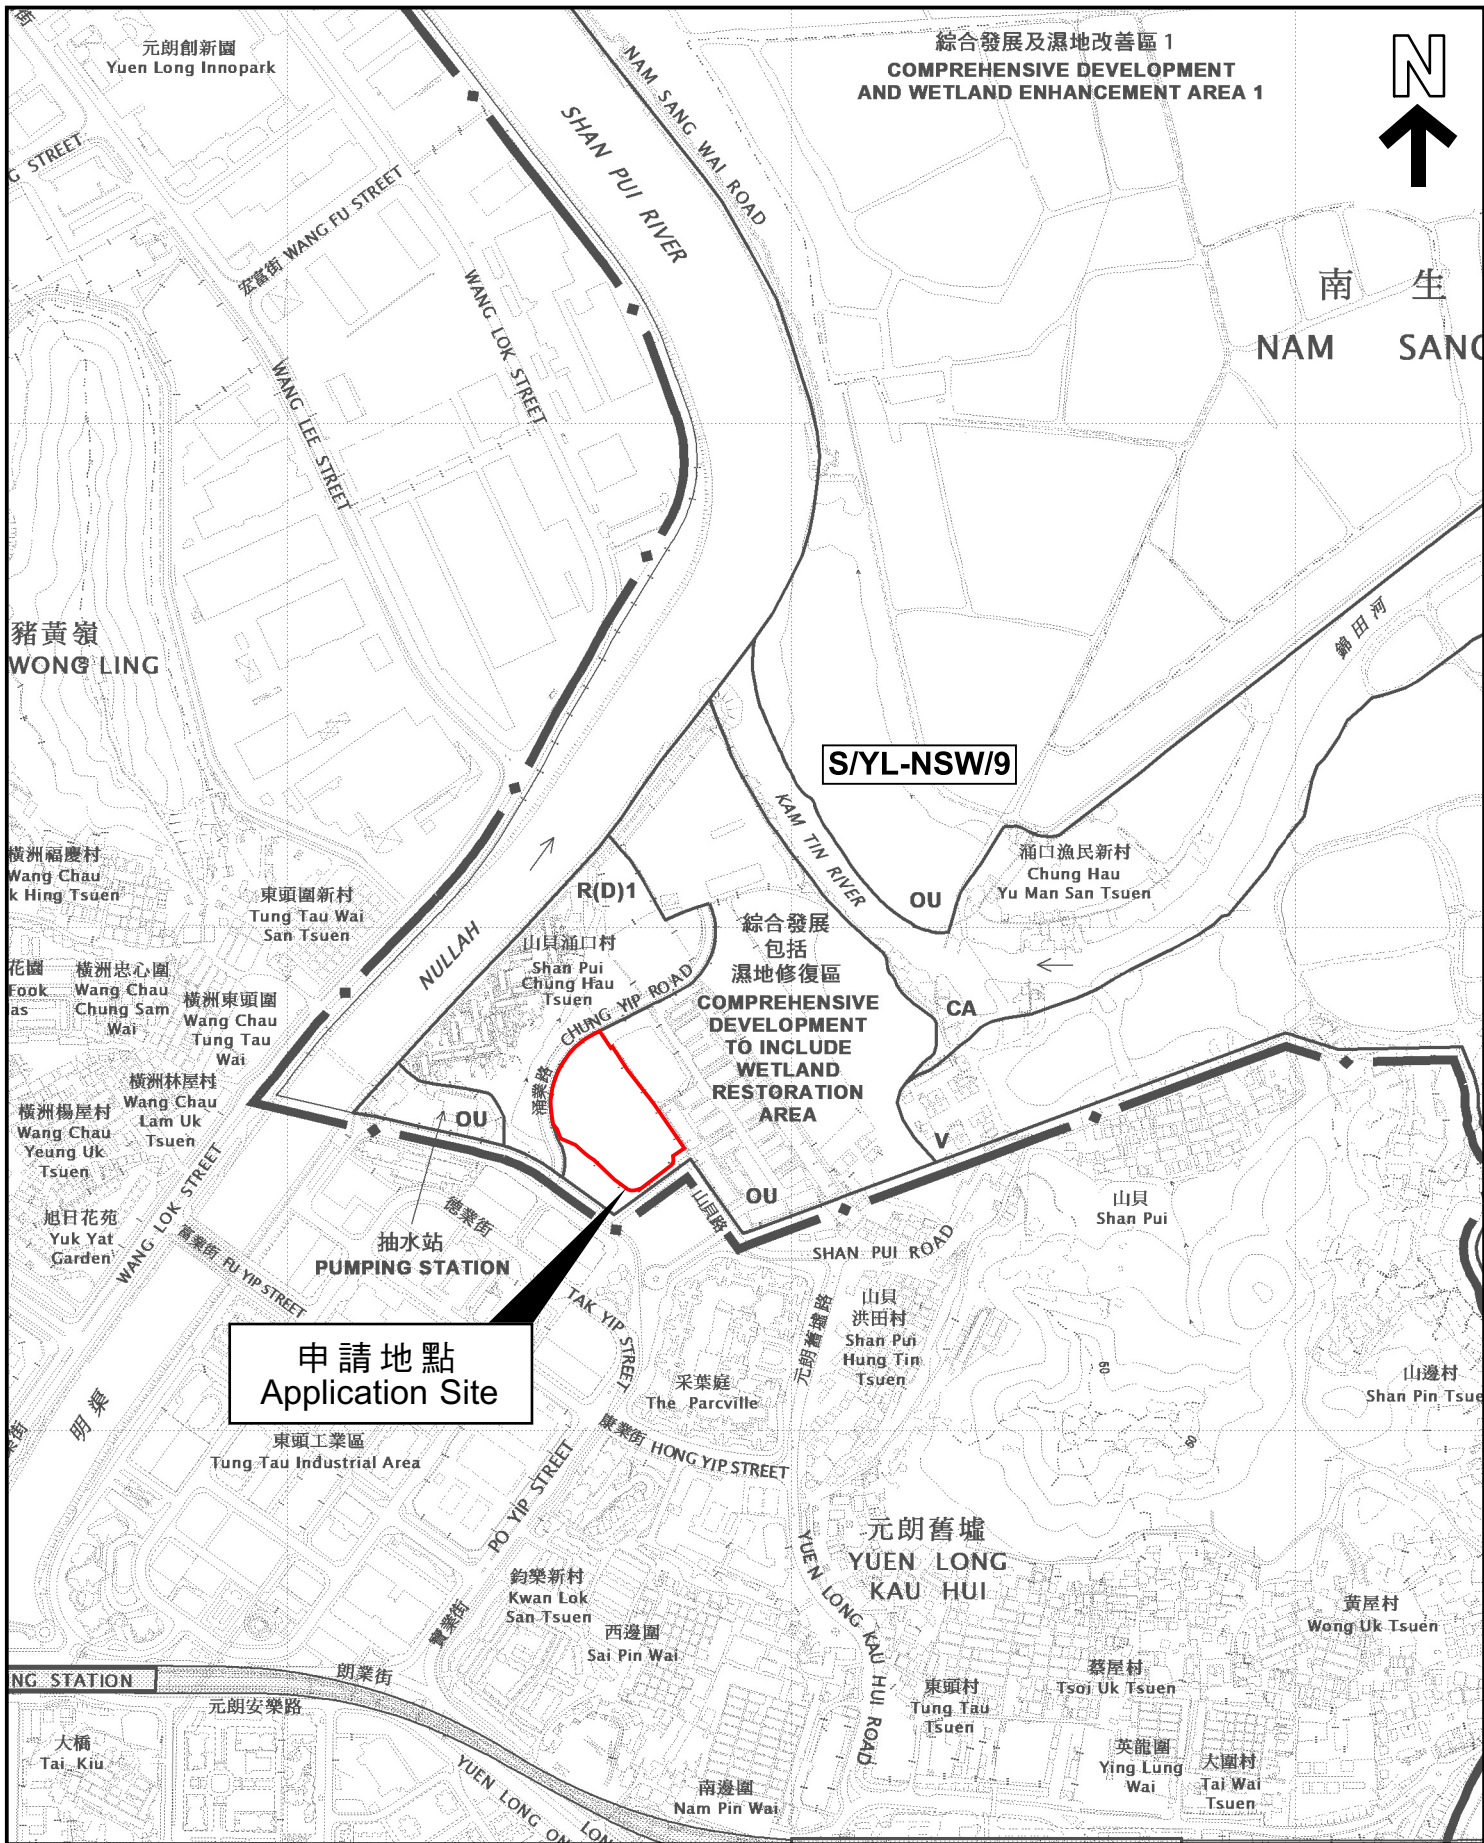 元朗創新園
Yuen Long Innopark
綜合發展及濕地改善區 1
COMPREHENSIVE DEVELOPMENT
AND WETLAND ENHANCEMENT AREA 1
N
街
G STREET
NAM SANG WAI ROAD
SHAN PUI RIVER
宏富街 WANG FU STREET
WANG LOK STREET
WANG LEE STREET
南 生
NAM SANG
豬黃嶺
WONG LING
錦田河
S/YL-NSW/9
KAM TIN RIVER
涌口漁民新村
Chung Hau
Yu Man San Tsuen
橫洲福慶村
Wang Chau
k Hing Tsuen
東頭圍新村
Tung Tau Wai
San Tsuen
R(D)1
OU
NULLAH
山貝涌口村
Shan Pui
Chung Hau
Tsuen
綜合發展
包括
濕地修復區
COMPREHENSIVE
DEVELOPMENT
TO INCLUDE
WETLAND
RESTORATION
AREA
花園
Fook
as
橫洲忠心圍
Wang Chau
Chung Sam
Wai
橫洲東頭圍
Wang Chau
Tung Tau
Wai
CHUNG YIP ROAD
涌業路
CA
橫洲林屋村
Wang Chau
Lam Uk
Tsuen
橫洲楊屋村
Wang Chau
Yeung Uk
Tsuen
OU
V
OU
山貝路
山貝
Shan Pui
旭日花苑
Yuk Yat
Garden
WANG LOK STREET
富業街 FU YIP STREET
德業街
抽水站
PUMPING STATION
SHAN PUI ROAD
TAK YIP STREET
元朗舊墟路
山貝
洪田村
Shan Pui
Hung Tin
Tsuen
60
申請地點
Application Site
采葉庭
The Parcville
山邊村
Shan Pin Tsue
明渠
康業街 HONG YIP STREET
60
東頭工業區
Tung Tau Industrial Area
PO YIP STREET
寶業街
元朗舊墟
YUEN LONG
KAU HUI
YUEN LONG KAU HUI ROAD
鈞樂新村
Kwan Lok
San Tsuen
黃屋村
Wong Uk Tsuen
西邊圍
Sai Pin Wai
NG STATION
朗業街
蔡屋村
Tsoi Uk Tsuen
元朗安樂路
東頭村
Tung Tau
Tsuen
大橋
Tai Kiu
英龍圍
Ying Lung
Wai
大圍村
Tai Wai
Tsuen
YUEN LONG ON
LON
南邊圍
Nam Pin Wai